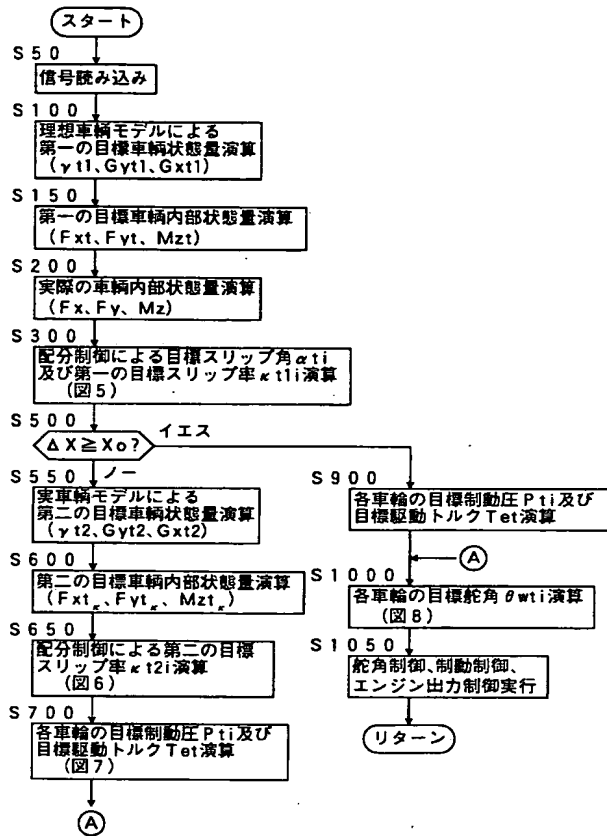 スタート
S50
信号読み込み
S100
理想車輌モデルによる
第一の目標車輌状態量演算
(γt1、Gyt1、Gxt1)
S150
第一の目標車輌内部状態量演算
(Fxt、Fyt、Mzt)
S200
実際の車輌内部状態量演算
(Fx、Fy、Mz)
S300
配分制御による目標スリップ角αti
及び第一の目標スリップ率κt1i演算
(図5)
S500
ΔX≧Xo?
イエス
ノー
S550
実車輌モデルによる
第二の目標車輌状態量演算
(γt2、Gyt2、Gxt2)
S600
第二の目標車輌内部状態量演算
(Fxtκ、Fytκ、Mztκ)
S650
配分制御による第二の目標
スリップ率κt2i演算
(図6)
S700
各車輪の目標制動圧Pti及び
目標駆動トルクTet演算
(図7)
A
S900
各車輪の目標制動圧Pti及び
目標駆動トルクTet演算
A
S1000
各車輪の目標舵角θwti演算
(図8)
S1050
舵角制御、制動制御、
エンジン出力制御実行
リターン